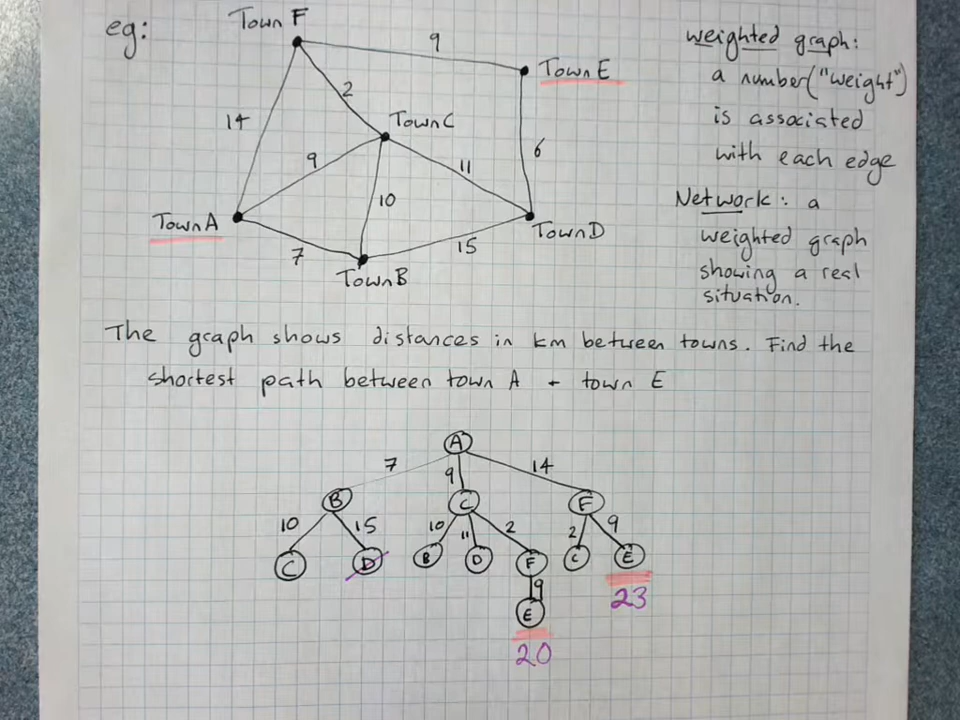 eg:
Town F
9
Town E
2
14
Town C
9
11
6
10
Town A
15
Town D
7
Town B
weighted graph:
a number ("weight")
is associated
with each edge
Network: a
weighted graph
showing a real
situation.
The graph shows distances in km between towns. Find the
shortest path between town A + town E
A
7 9 14
B C F
10 15 10 11 2 2 9
C D B D F C E
9 23
E
20